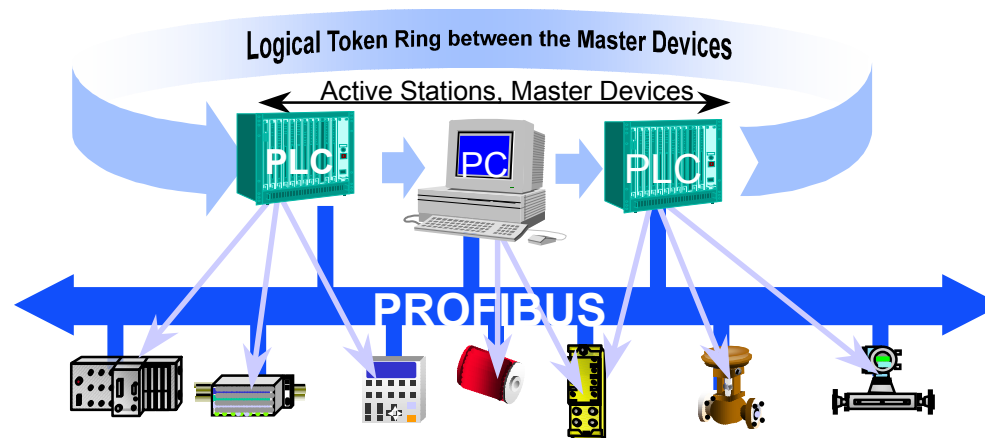 Logical Token Ring between the Master Devices
Active Stations, Master Devices
PLC
PC
PLC
PROFIBUS